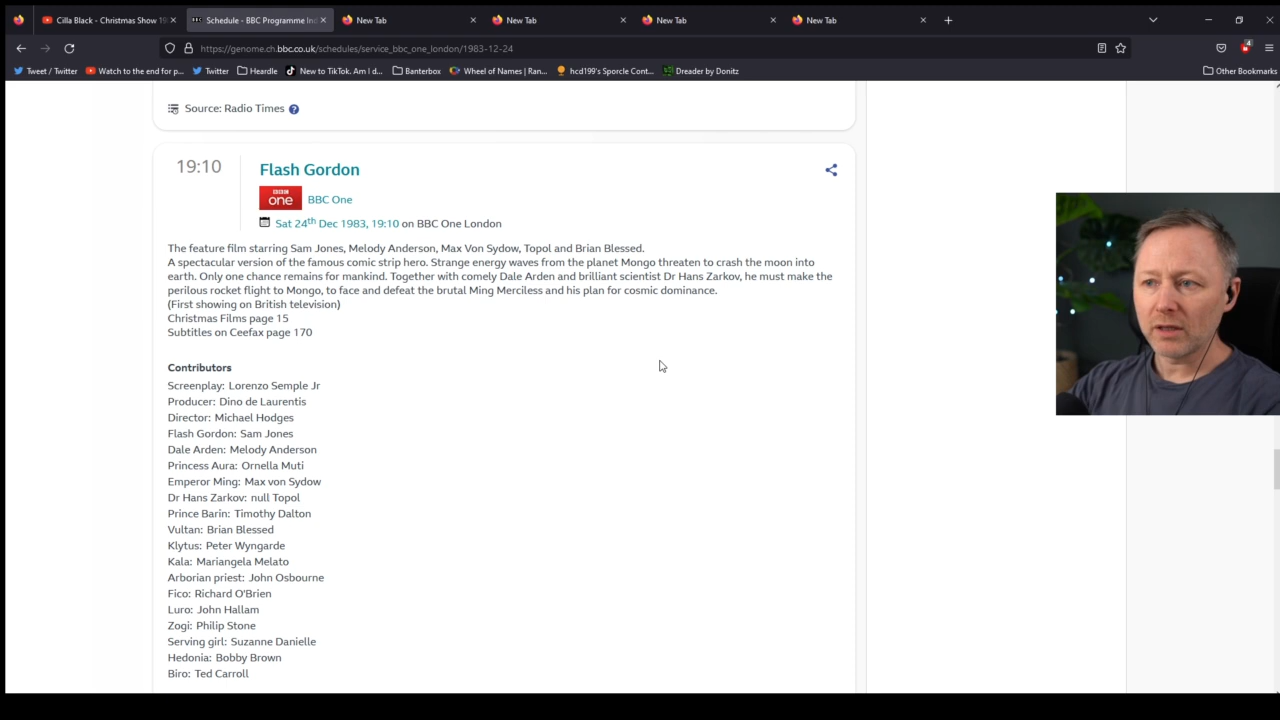 Cilla Black - Christmas Show 19
Schedule - BBC Programme Ind
New Tab
New Tab
New Tab
New Tab
https://genome.ch.bbc.co.uk/schedules/service_bbc_one_london/1983-12-24
4
Tweet / Twitter
Watch to the end for p...
Twitter
Heardle
New to TikTok. Am I d...
Banterbox
Wheel of Names | Ran...
hcd199's Sporcle Cont...
Dreader by Donitz
Other Bookmarks
Source: Radio Times ?
19:10
Flash Gordon
BBC one
BBC One
Sat 24th Dec 1983, 19:10 on BBC One London
The feature film starring Sam Jones, Melody Anderson, Max Von Sydow, Topol and Brian Blessed.
A spectacular version of the famous comic strip hero. Strange energy waves from the planet Mongo threaten to crash the moon into
earth. Only one chance remains for mankind. Together with comely Dale Arden and brilliant scientist Dr Hans Zarkov, he must make the
perilous rocket flight to Mongo, to face and defeat the brutal Ming Merciless and his plan for cosmic dominance.
(First showing on British television)
Christmas Films page 15
Subtitles on Ceefax page 170
Contributors
Screenplay: Lorenzo Semple Jr
Producer: Dino de Laurentis
Director: Michael Hodges
Flash Gordon: Sam Jones
Dale Arden: Melody Anderson
Princess Aura: Ornella Muti
Emperor Ming: Max von Sydow
Dr Hans Zarkov: null Topol
Prince Barin: Timothy Dalton
Vultan: Brian Blessed
Klytus: Peter Wyngarde
Kala: Mariangela Melato
Arborian priest: John Osbourne
Fico: Richard O'Brien
Luro: John Hallam
Zogi: Philip Stone
Serving girl: Suzanne Danielle
Hedonia: Bobby Brown
Biro: Ted Carroll